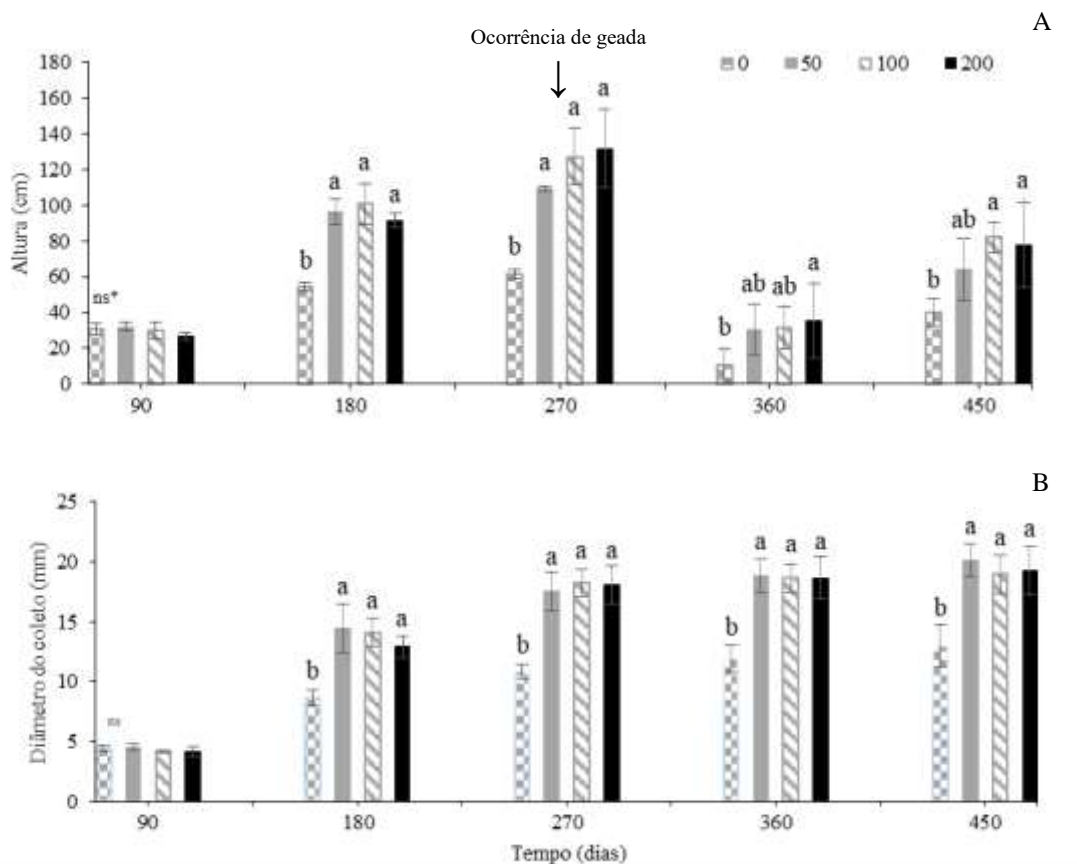 A
Ocorrência de geada
0 50 100 200
180
160
140
120
100
80
60
40
20
0
Altura (cm)
ns*
b a a a
b a a a
b ab ab a
b ab a a
90 180 270 360 450
B
25
20
15
10
5
0
Diâmetro do coleto (mm)
ns
b a a a
b a a a
b a a a
b a a a
90 180 270 360 450
Tempo (dias)